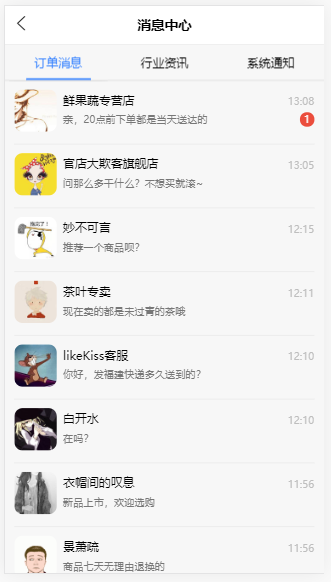 消息中心
订单消息 行业资讯 系统通知
鲜果蔬专营店 13:08
亲，20点前下单都是当天送达的 1
官店大欺客旗舰店 13:05
问那么多干什么？不想买就滚~
妙不可言 12:15
推荐一个商品呗？
茶叶专卖 12:11
现在卖的都是未过青的茶哦
likeKiss客服 12:10
你好，发福建快递多久送到的？
白开水 12:10
在吗？
衣帽间的叹息 11:56
新品上市，欢迎选购
景萧疏 11:56
商品七天无理由退换的